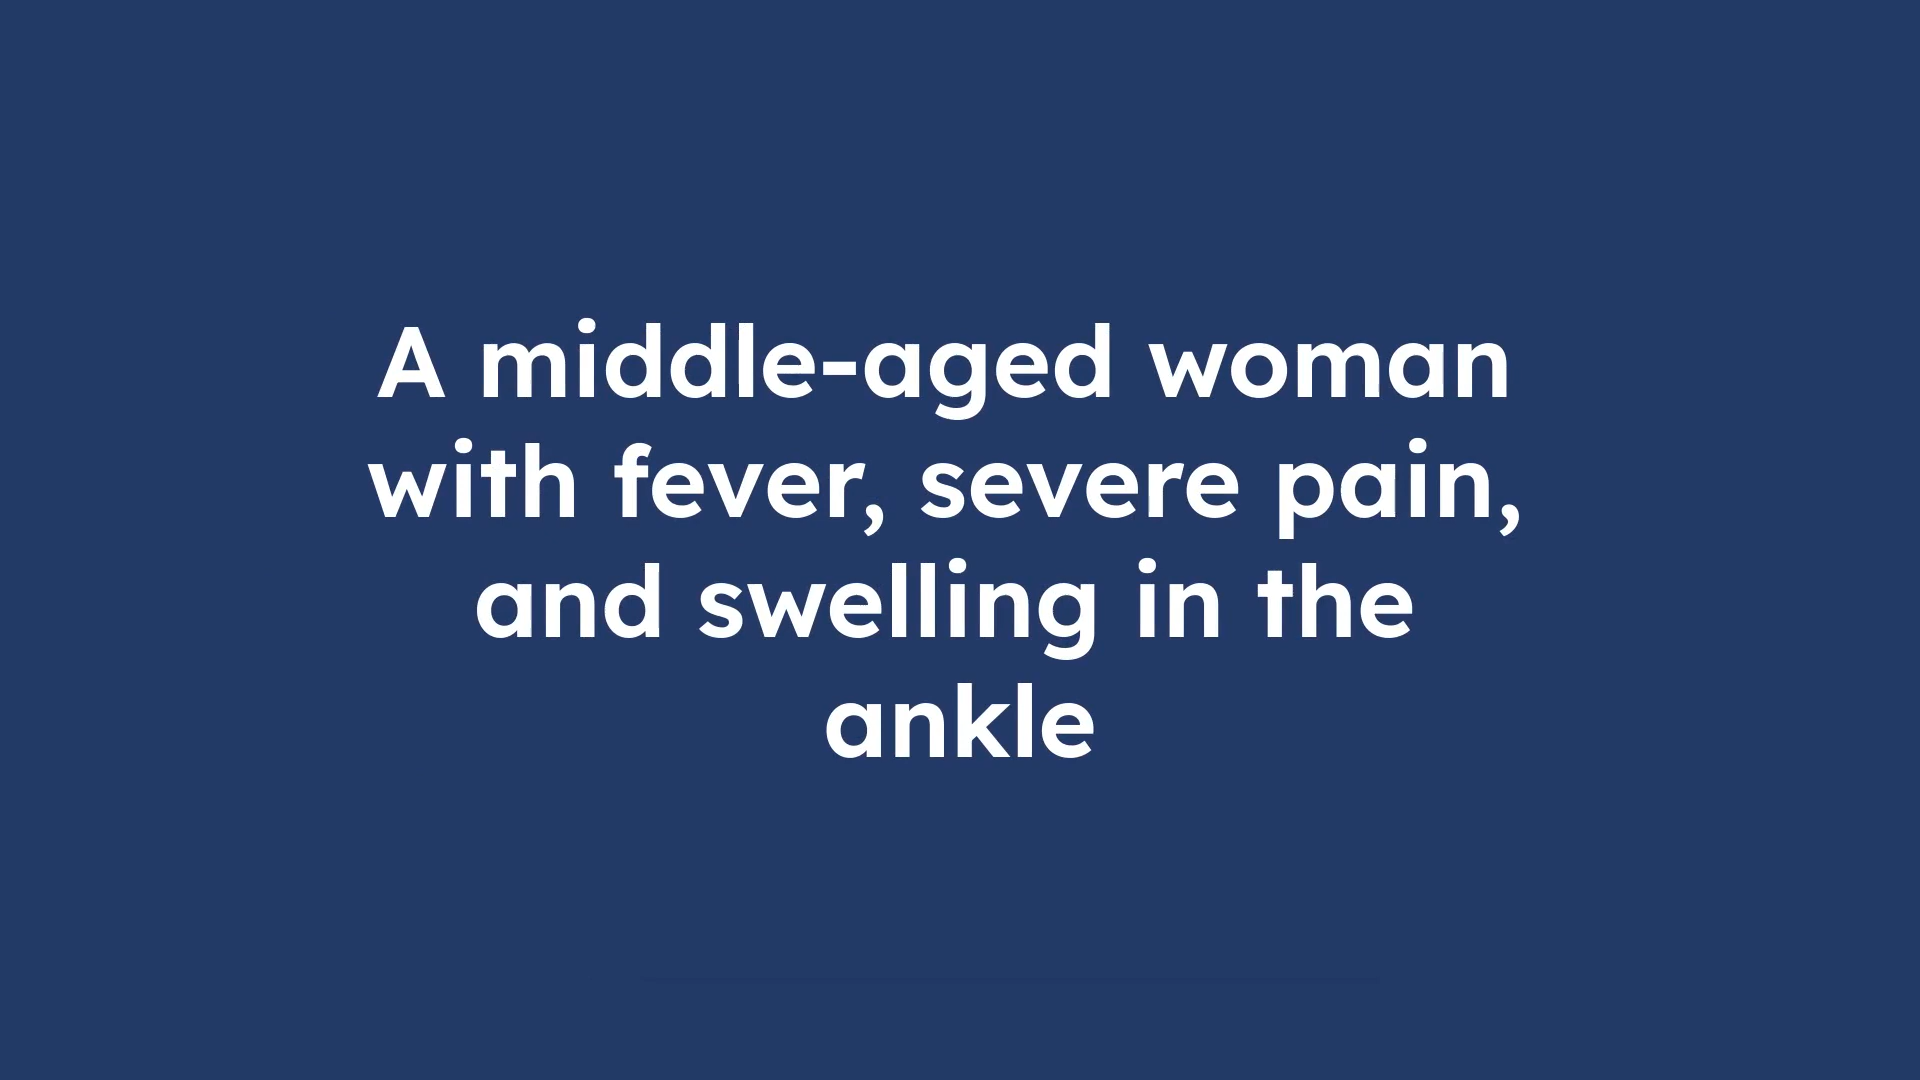 A middle-aged woman
with fever, severe pain,
and swelling in the
ankle